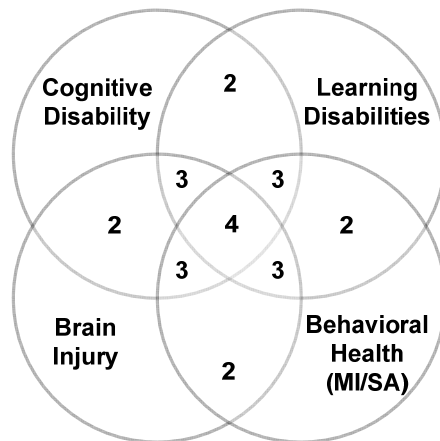 2
Cognitive
Disability
Learning
Disabilities
3
3
2
4
2
3
3
Brain
Injury
Behavioral
Health
(MI/SA)
2